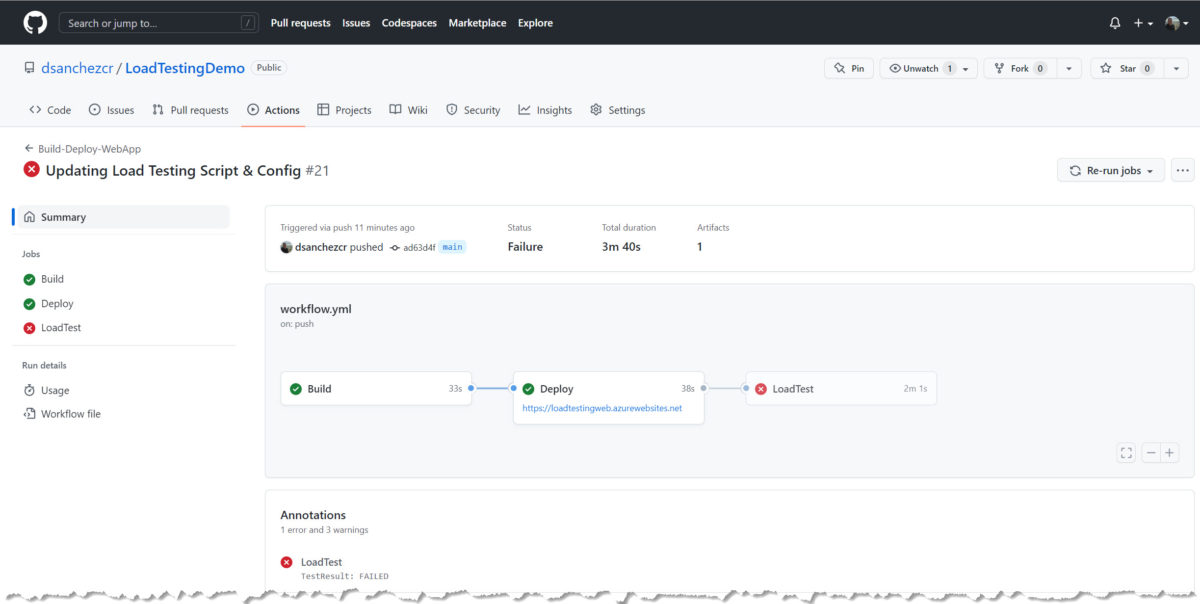 Search or jump to... /
Pull requests Issues Codespaces Marketplace Explore
dsanchezcr / LoadTestingDemo Public
Pin Unwatch 1 Fork 0 Star 0
Code Issues Pull requests Actions Projects Wiki Security Insights Settings
Build-Deploy-WebApp
Updating Load Testing Script & Config #21
Re-run jobs
Summary
Jobs
Build
Deploy
LoadTest
Run details
Usage
Workflow file
Triggered via push 11 minutes ago
dsanchezcr pushed ad63d4f main
Status
Failure
Total duration
3m 40s
Artifacts
1
workflow.yml
on: push
Build 33s
Deploy 38s
https://loadtestingweb.azurewebsites.net
LoadTest 2m 1s
Annotations
1 error and 3 warnings
LoadTest
TestResult: FAILED